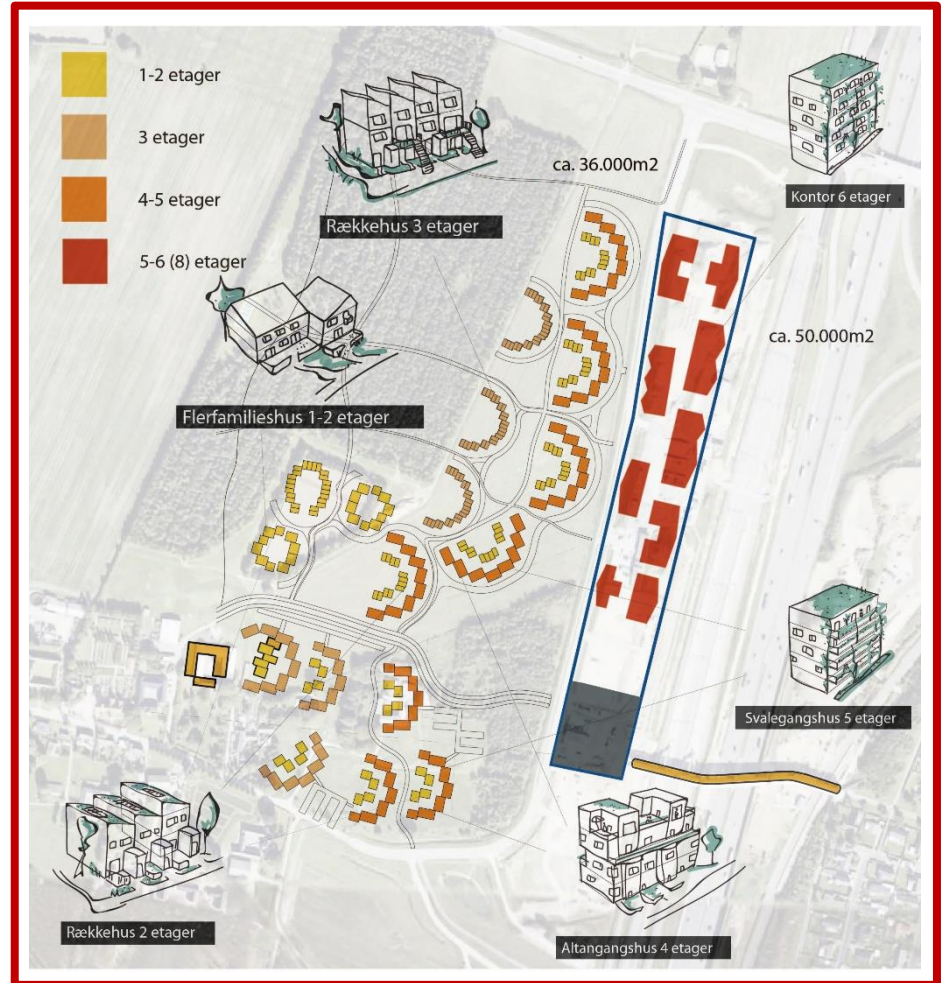 1-2 etager
3 etager
4-5 etager
5-6 (8) etager
Rækkehus 3 etager
ca. 36.000m2
Kontor 6 etager
Flerfamilieshus 1-2 etager
ca. 50.000m2
Svalegangshus 5 etager
Rækkehus 2 etager
Altangangshus 4 etager